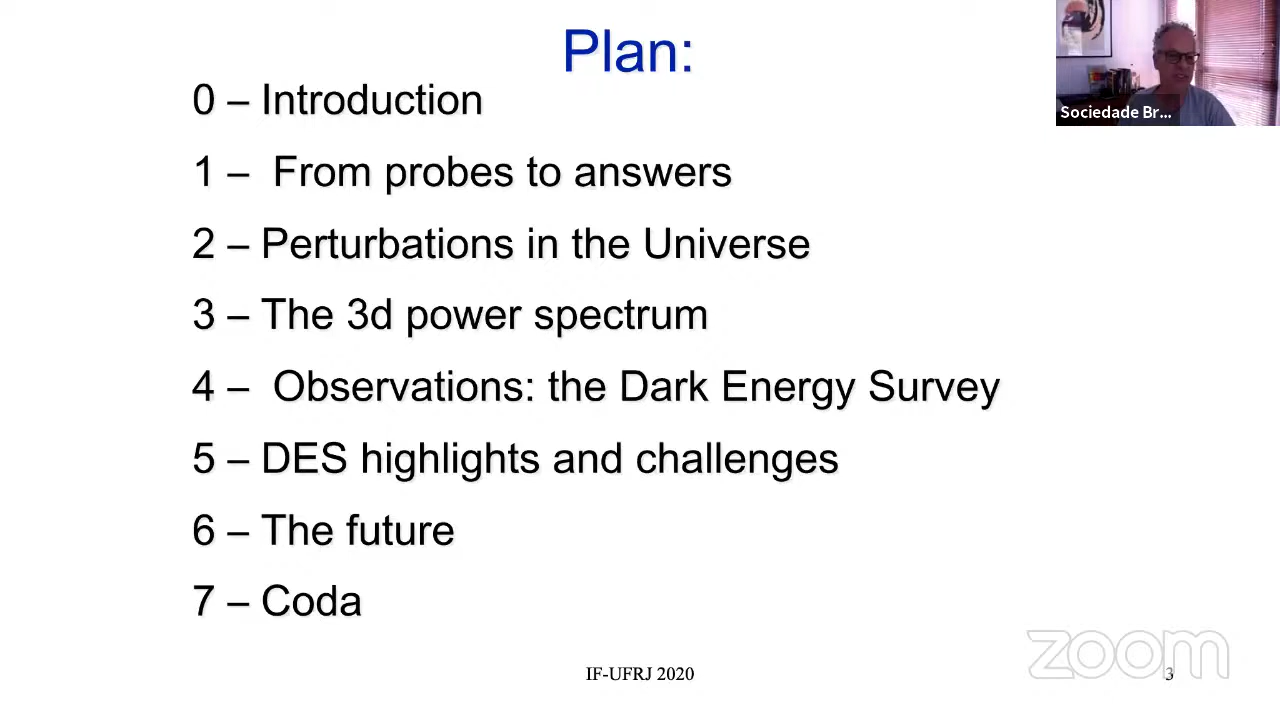 Plan:
0 – Introduction
1 –  From probes to answers
2 – Perturbations in the Universe
3 – The 3d power spectrum
4 –  Observations: the Dark Energy Survey
5 – DES highlights and challenges
6 – The future
7 – Coda
Sociedade Br...
IF-UFRJ 2020
3
zoom